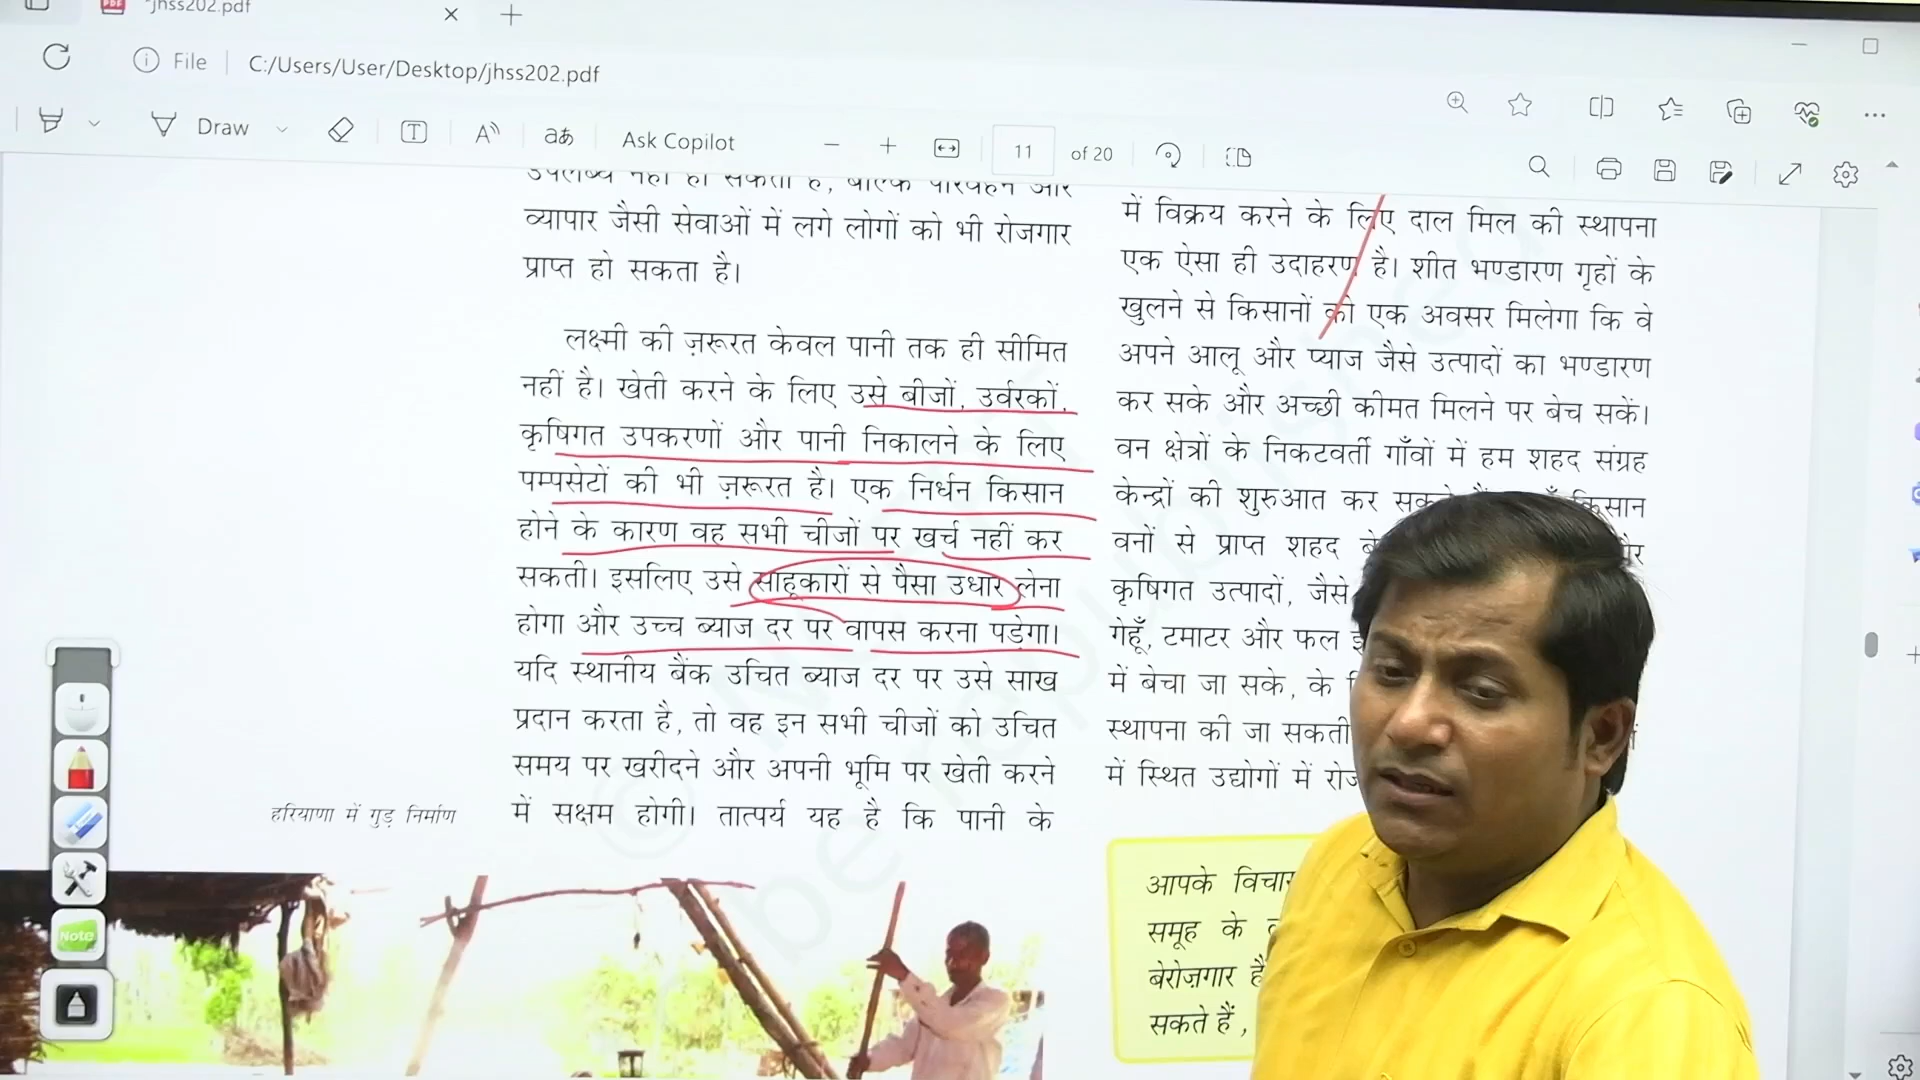 jhss202.pdf
File
C:/Users/User/Desktop/jhss202.pdf
Draw
Ask Copilot
11 of 20
व्यापार जैसी सेवाओं में लगे लोगों को भी रोजगार
प्राप्त हो सकता है।
लक्ष्मी की ज़रूरत केवल पानी तक ही सीमित
नहीं है। खेती करने के लिए उसे बीजों, उर्वरकों,
कृषिगत उपकरणों और पानी निकालने के लिए
पम्पसेटों की भी ज़रूरत है। एक निर्धन किसान
होने के कारण वह सभी चीजों पर खर्च नहीं कर
सकती। इसलिए उसे साहूकारों से पैसा उधार लेना
होगा और उच्च ब्याज दर पर वापस करना पड़ेगा।
यदि स्थानीय बैंक उचित ब्याज दर पर उसे साख
प्रदान करता है, तो वह इन सभी चीजों को उचित
समय पर खरीदने और अपनी भूमि पर खेती करने
में सक्षम होगी। तात्पर्य यह है कि पानी के
हरियाणा में गुड़ निर्माण
में विक्रय करने के लिए दाल मिल की स्थापना
एक ऐसा ही उदाहरण है। शीत भण्डारण गृहों के
खुलने से किसानों को एक अवसर मिलेगा कि वे
अपने आलू और प्याज जैसे उत्पादों का भण्डारण
कर सके और अच्छी कीमत मिलने पर बेच सकें।
वन क्षेत्रों के निकटवर्ती गाँवों में हम शहद संग्रह
केन्द्रों की शुरुआत कर किसान
वनों से प्राप्त शहद
कृषिगत उत्पादों, जैसे
गेहूँ, टमाटर और फल
में बेचा जा सके, के
स्थापना की जा सकती
में स्थित उद्योगों में
आपके
समूह के
बेरोज़गार
सकते हैं,
Note